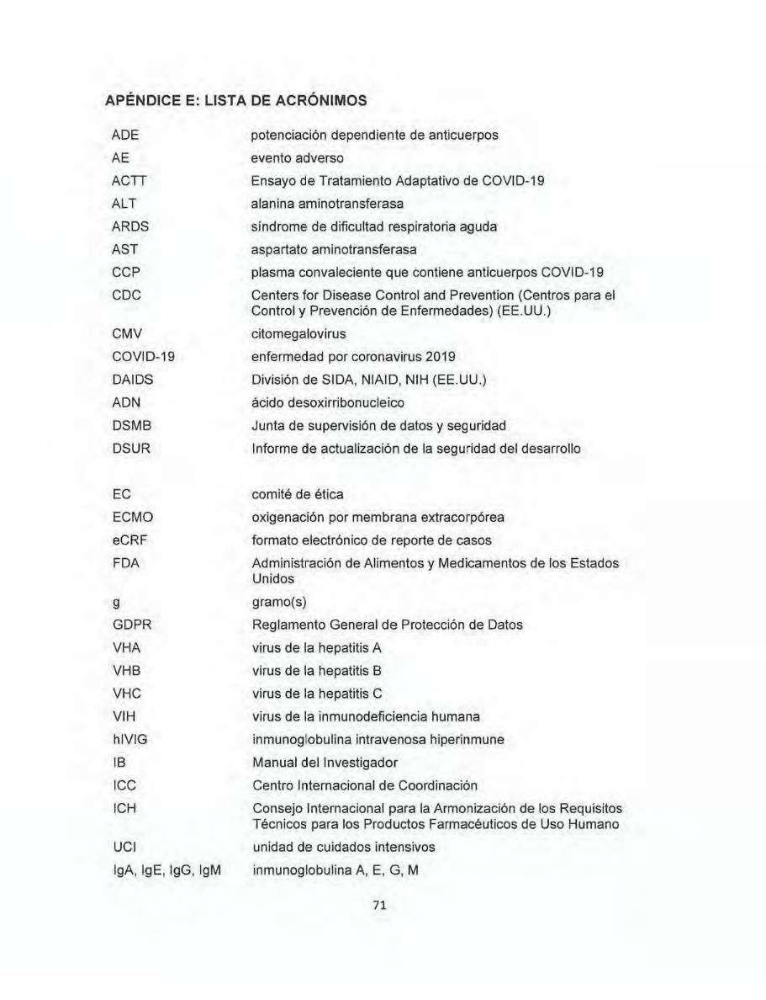 APÉNDICE E: LISTA DE ACRÓNIMOS
ADE potenciación dependiente de anticuerpos
AE evento adverso
ACTT Ensayo de Tratamiento Adaptativo de COVID-19
ALT alanina aminotransferasa
ARDS síndrome de dificultad respiratoria aguda
AST aspartato aminotransferasa
CCP plasma convaleciente que contiene anticuerpos COVID-19
CDC Centers for Disease Control and Prevention (Centros para el
Control y Prevención de Enfermedades) (EE.UU.)
CMV citomegalovirus
COVID-19 enfermedad por coronavirus 2019
DAIDS División de SIDA, NIAID, NIH (EE.UU.)
ADN ácido desoxirribonucleico
DSMB Junta de supervisión de datos y seguridad
DSUR Informe de actualización de la seguridad del desarrollo
EC comité de ética
ECMO oxigenación por membrana extracorpórea
eCRF formato electrónico de reporte de casos
FDA Administración de Alimentos y Medicamentos de los Estados
Unidos
g gramo(s)
GDPR Reglamento General de Protección de Datos
VHA virus de la hepatitis A
VHB virus de la hepatitis B
VHC virus de la hepatitis C
VIH virus de la inmunodeficiencia humana
hIVIG inmunoglobulina intravenosa hiperinmune
IB Manual del Investigador
ICC Centro Internacional de Coordinación
ICH Consejo Internacional para la Armonización de los Requisitos
Técnicos para los Productos Farmacéuticos de Uso Humano
UCI unidad de cuidados intensivos
IgA, IgE, IgG, IgM inmunoglobulina A, E, G, M
71